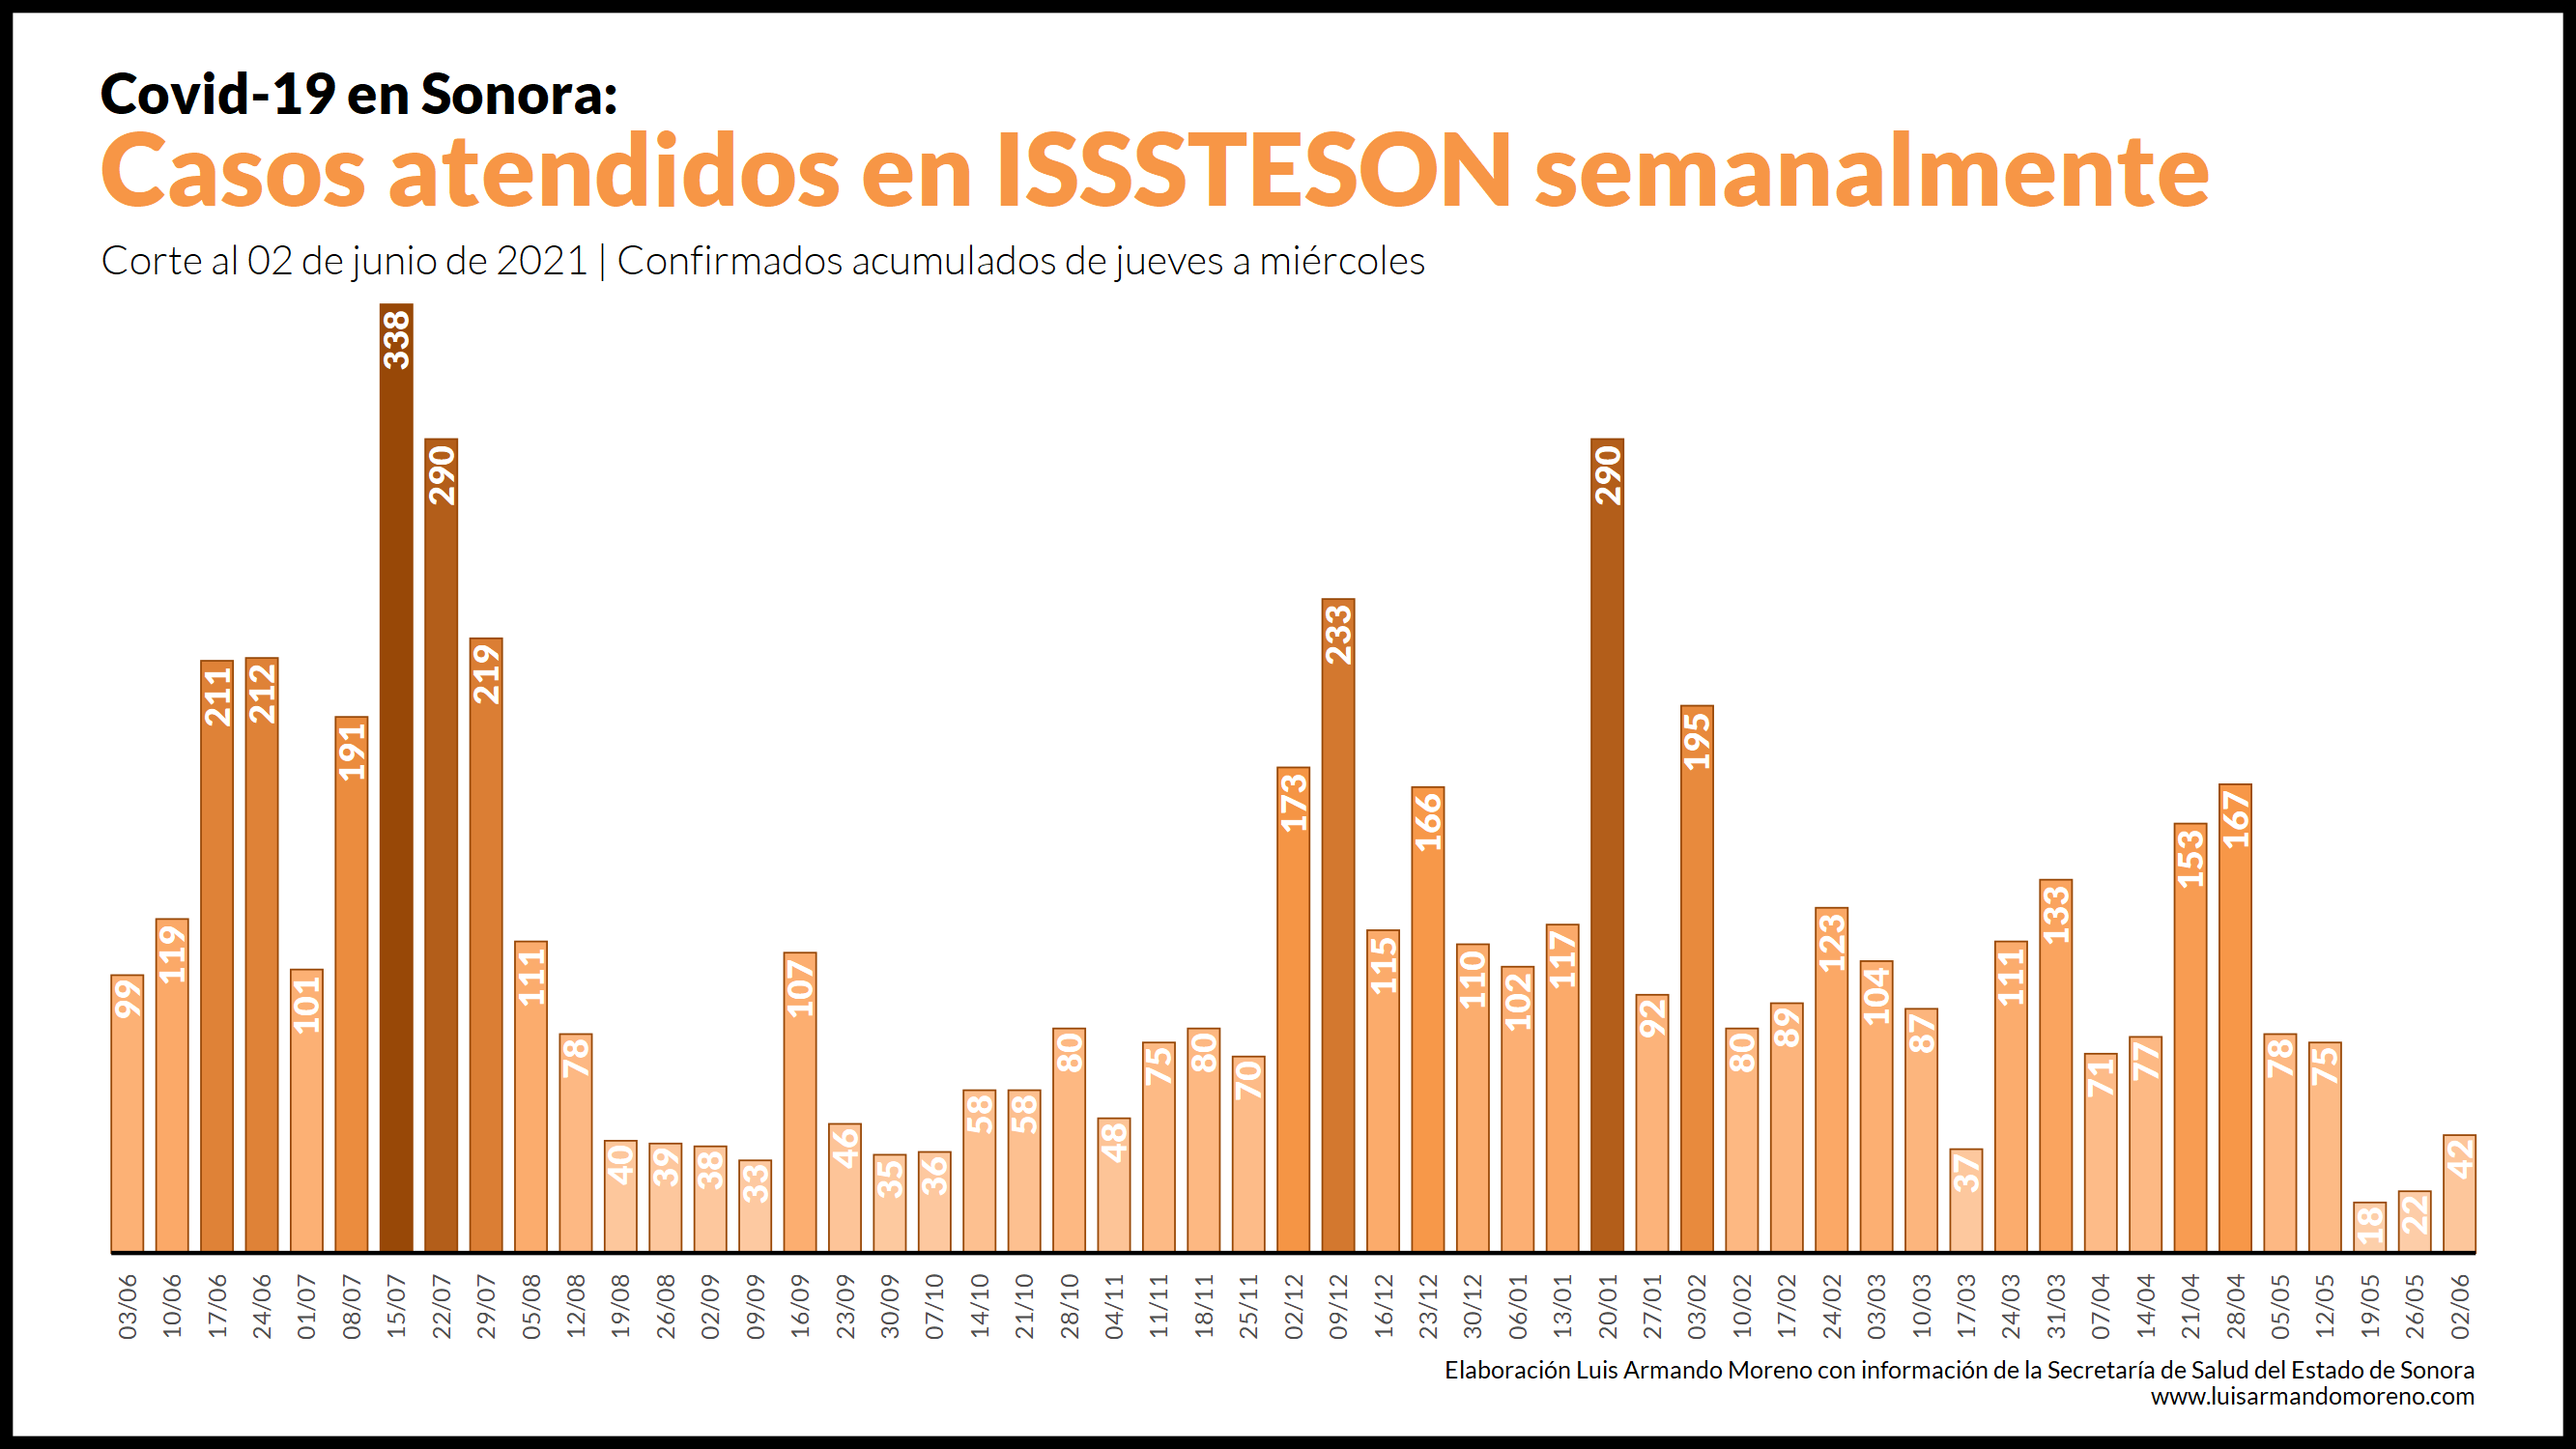 Covid-19 en Sonora:
Casos atendidos en ISSSTESON semanalmente
Corte al 02 de junio de 2021 | Confirmados acumulados de jueves a miércoles
99 119 211 212 101 191 338 290 219 111 78 40 39 38 33 107 46 35 36 58 58 80 48 75 80 70 173 233 115 166 110 102 117 290 92 195 80 89 123 104 87 37 111 133 71 77 153 167 78 75 18 22 42
03/06 10/06 17/06 24/06 01/07 08/07 15/07 22/07 29/07 05/08 12/08 19/08 26/08 02/09 09/09 16/09 23/09 30/09 07/10 14/10 21/10 28/10 04/11 11/11 18/11 25/11 02/12 09/12 16/12 23/12 30/12 06/01 13/01 20/01 27/01 03/02 10/02 17/02 24/02 03/03 10/03 17/03 24/03 31/03 07/04 14/04 21/04 28/04 05/05 12/05 19/05 26/05 02/06
Elaboración Luis Armando Moreno con información de la Secretaría de Salud del Estado de Sonora
www.luisarmandomoreno.com